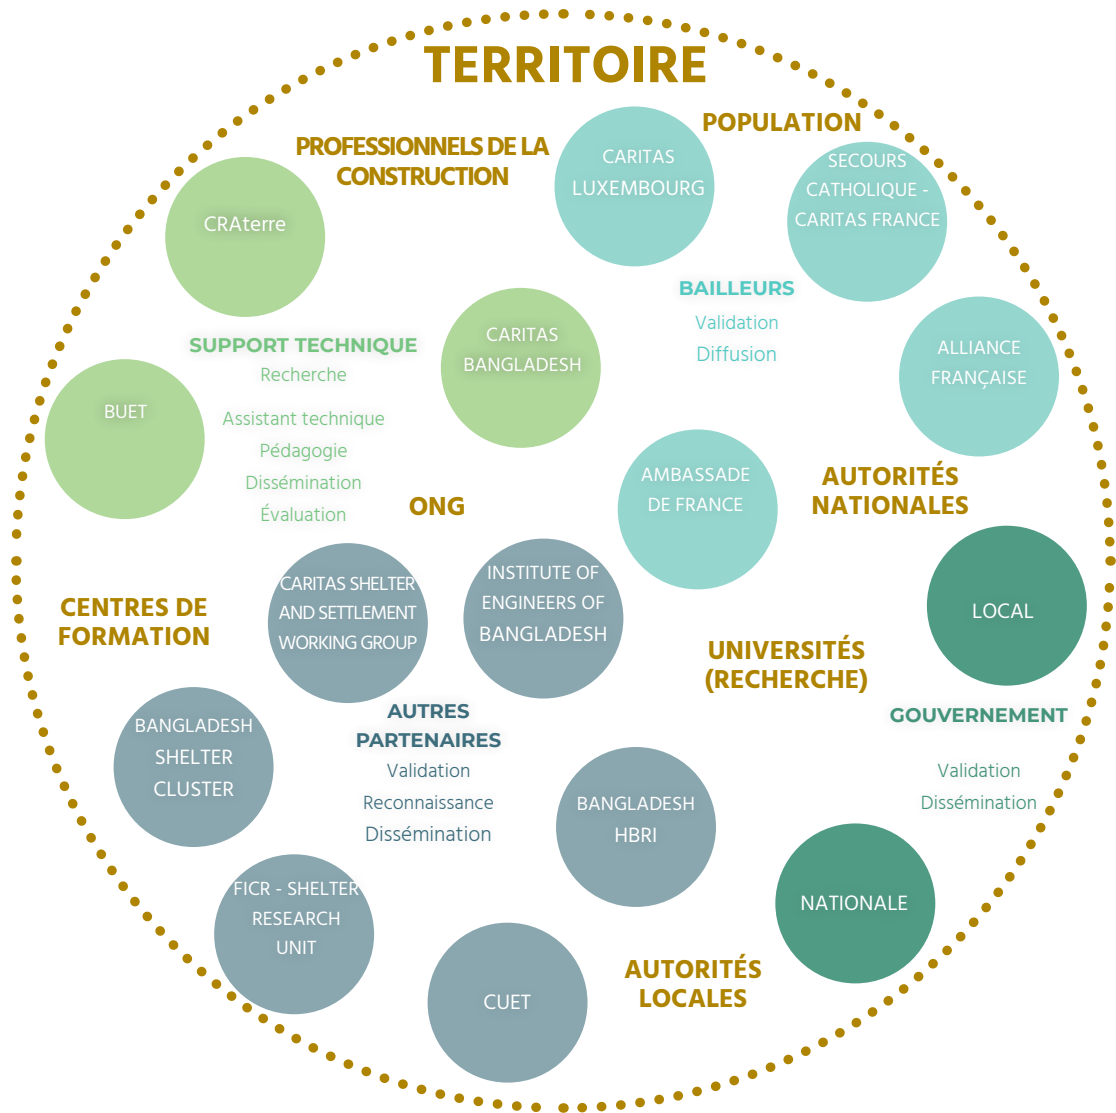 TERRITOIRE
PROFESSIONNELS DE LA
CONSTRUCTION
POPULATION
CRAterre
CARITAS
LUXEMBOURG
SECOURS
CATHOLIQUE -
CARITAS FRANCE
BAILLEURS
Validation
Diffusion
SUPPORT TECHNIQUE
Recherche
Assistant technique
Pédagogie
Dissémination
Évaluation
CARITAS
BANGLADESH
ALLIANCE
FRANÇAISE
BUET
ONG
AMBASSADE
DE FRANCE
AUTORITÉS
NATIONALES
CENTRES DE
FORMATION
CARITAS SHELTER
AND SETTLEMENT
WORKING GROUP
INSTITUTE OF
ENGINEERS OF
BANGLADESH
UNIVERSITÉS
(RECHERCHE)
LOCAL
GOUVERNEMENT
Validation
Dissémination
AUTRES
PARTENAIRES
Validation
Reconnaissance
Dissémination
BANGLADESH
SHELTER
CLUSTER
BANGLADESH
HBRI
FICR - SHELTER
RESEARCH
UNIT
NATIONALE
CUET
AUTORITÉS
LOCALES